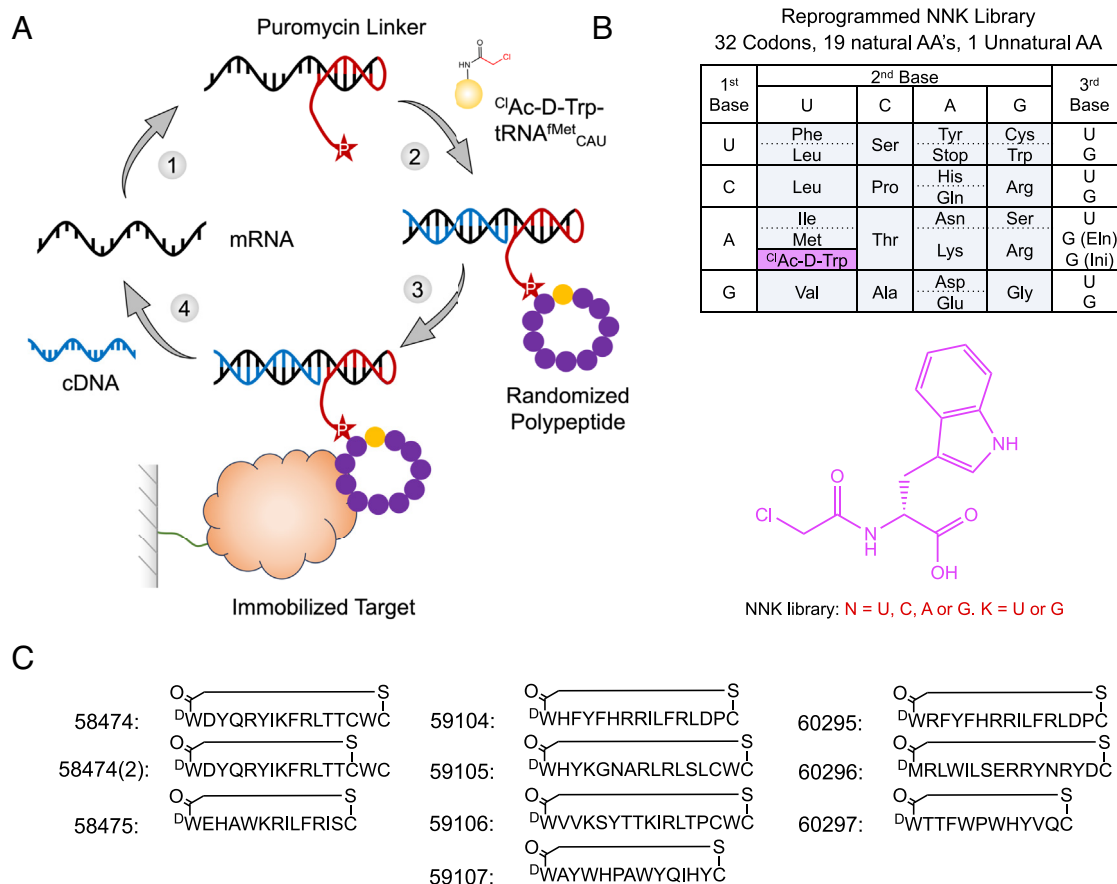 A
Puromycin Linker
O
Cl
HN
ClAc-D-Trp-
tRNAfMetCAU
P
1
2
mRNA
P
3
4
cDNA
Randomized
Polypeptide
P
Immobilized Target
B
Reprogrammed NNK Library
32 Codons, 19 natural AA's, 1 Unnatural AA
1st Base 2nd Base 3rd Base
U C A G
U Phe Ser Tyr Cys U
Leu Stop Trp G
C Leu Pro His Arg U
Gln G
A Ile Thr Asn Ser U
Met Lys Arg G (Eln)
ClAc-D-Trp G (Ini)
G Val Ala Asp Gly U
Glu G
NH
O
Cl
N
H
O
OH
NNK library: N = U, C, A or G. K = U or G
C
O S
58474: DWDYQRYIKFRLTTCWC
O S
58474(2): DWDYQRYIKFRLTTCWC
O S
58475: DWEHAWKRILFRISC
O S
59104: DWHFYFHRRILFRLDPC
O S
59105: DWHYKGNARLRLSLCWC
O S
59106: DWVVKSYTTKIRLTPCWC
O S
59107: DWAYWHPAWYQIHYC
O S
60295: DWRFYFHRRILFRLDPC
O S
60296: DMRLWILSERRYNRYDC
O S
60297: DWTTFWPWHYVQC